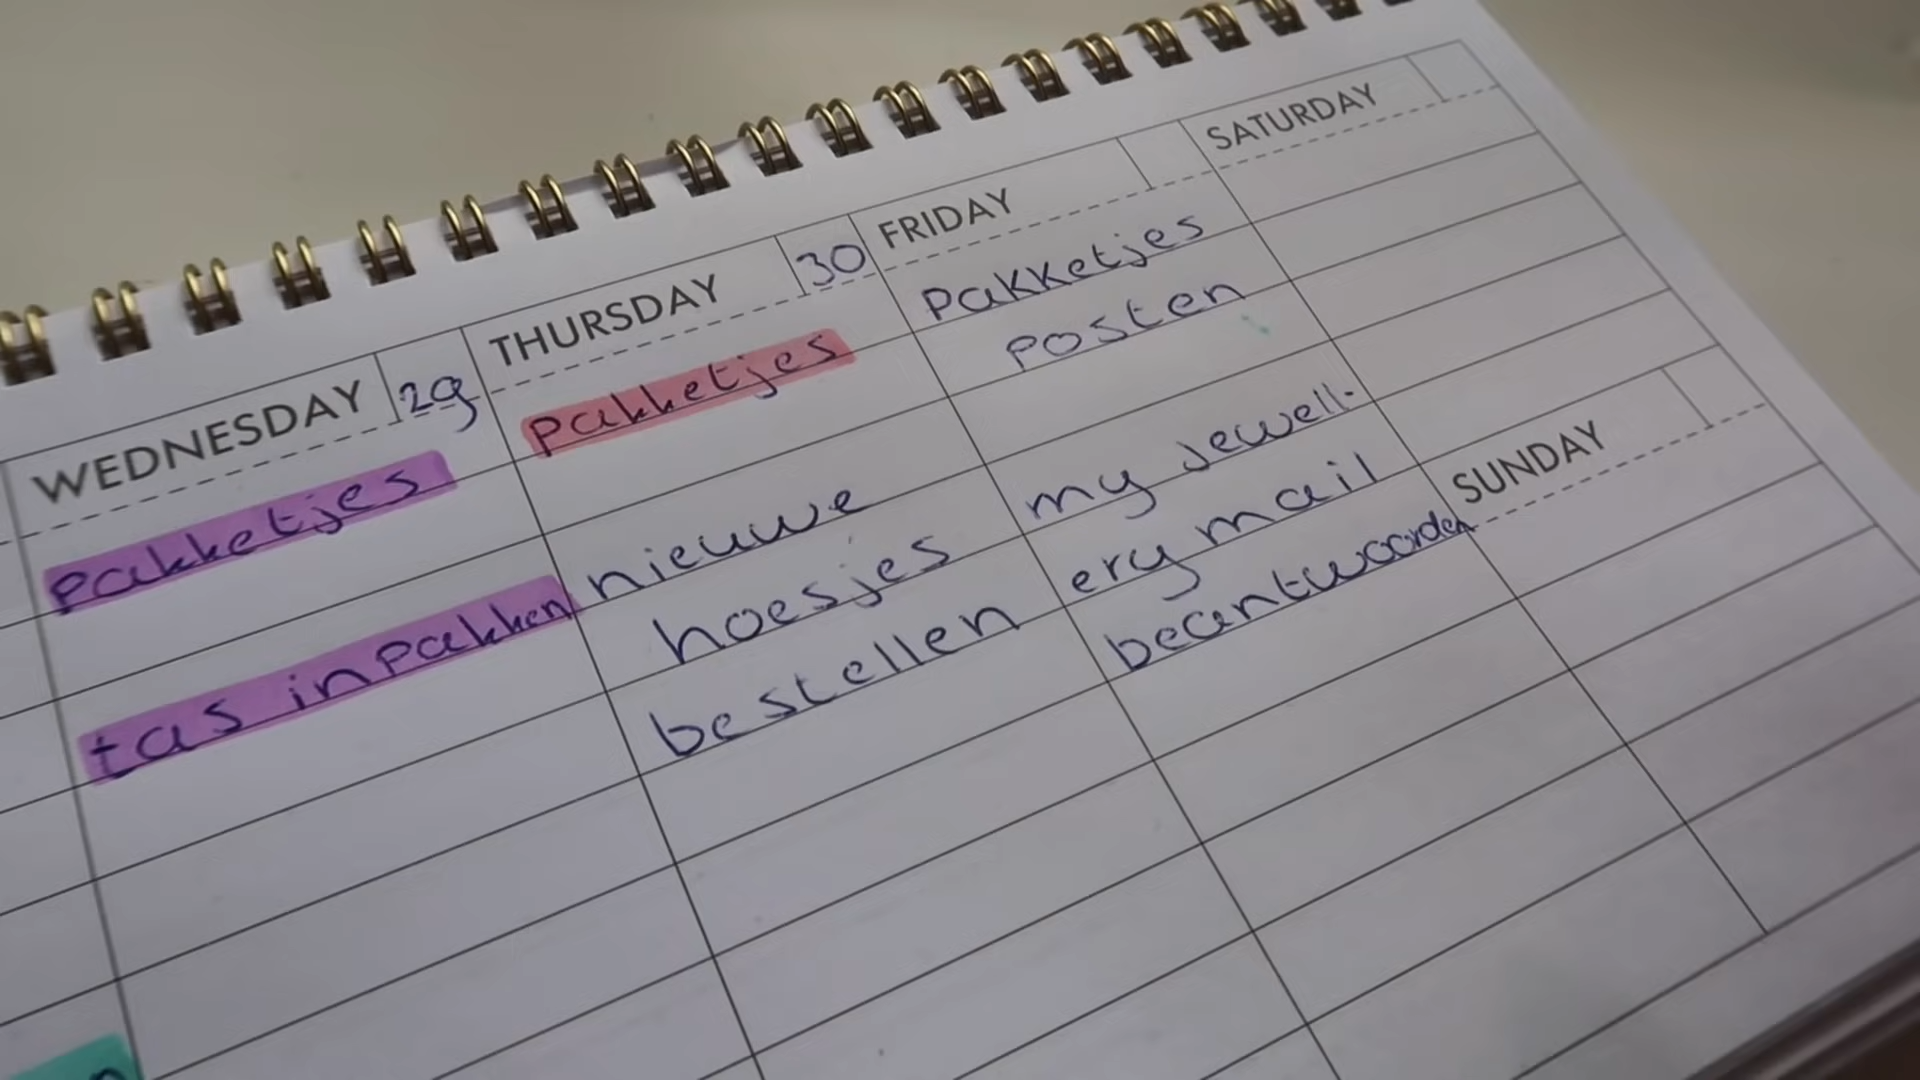 WEDNESDAY 29
pakketjes
tas inpakken
THURSDAY 30
pakketjes
nieuwe
hoesjes
bestellen
FRIDAY
pakketjes
posten
my jewell-
ery mail
beantwoorden
SATURDAY
SUNDAY